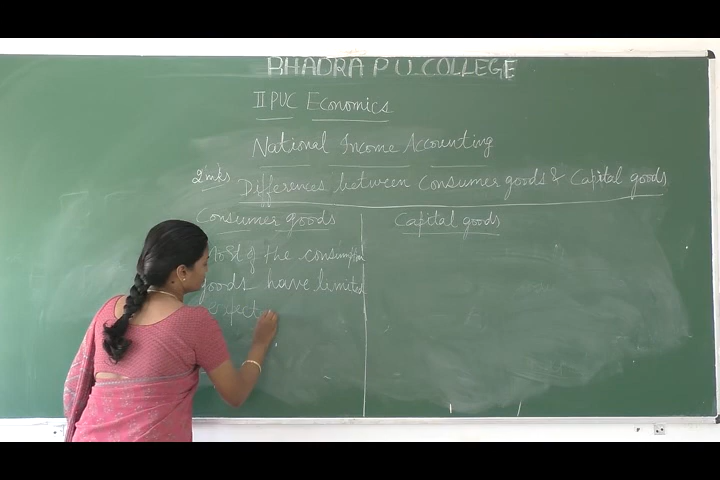 BHADRA P U COLLEGE
II PUC Economics
National Income Accounting
2mks Differences between Consumer goods & Capital goods
Consumer goods
Most of the consumption
goods have limited
expect
Capital goods